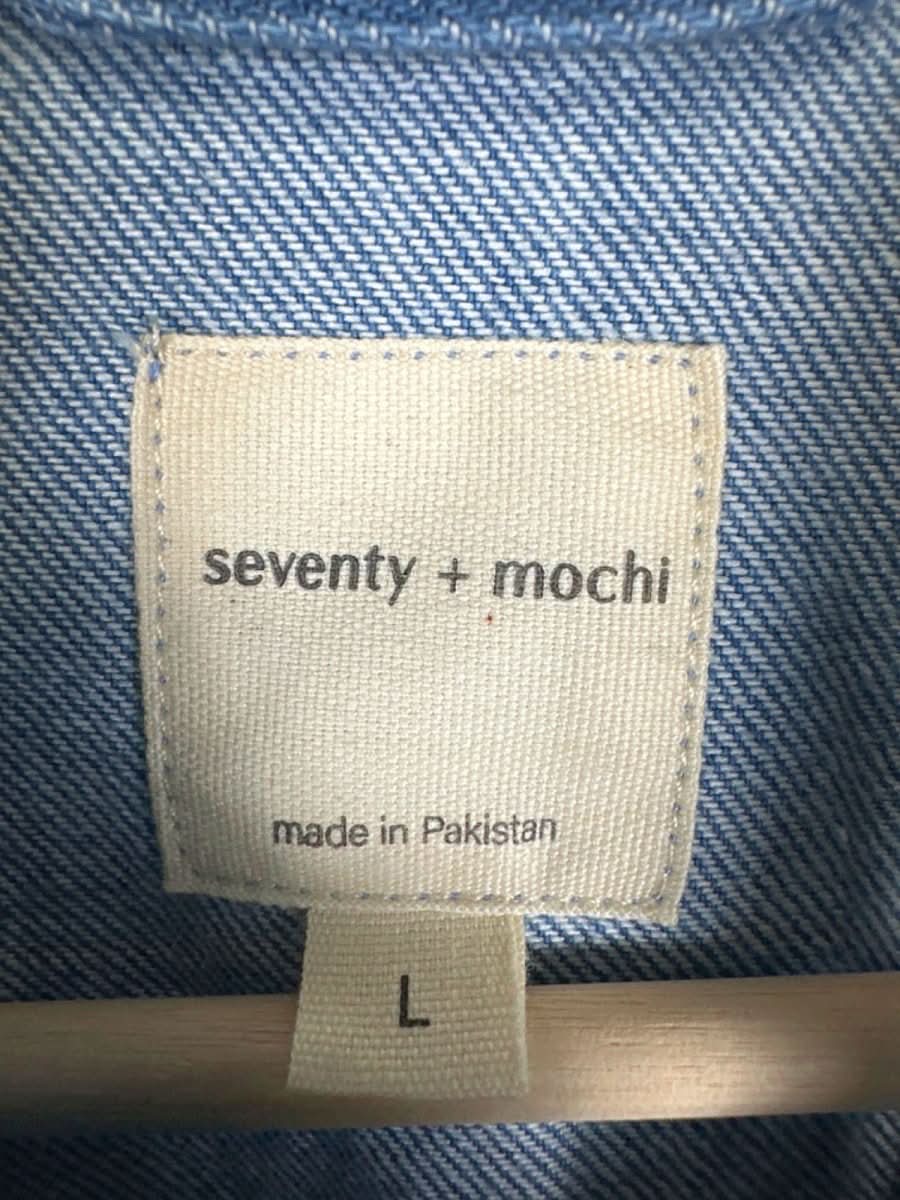 seventy + mochi
made in Pakistan
L